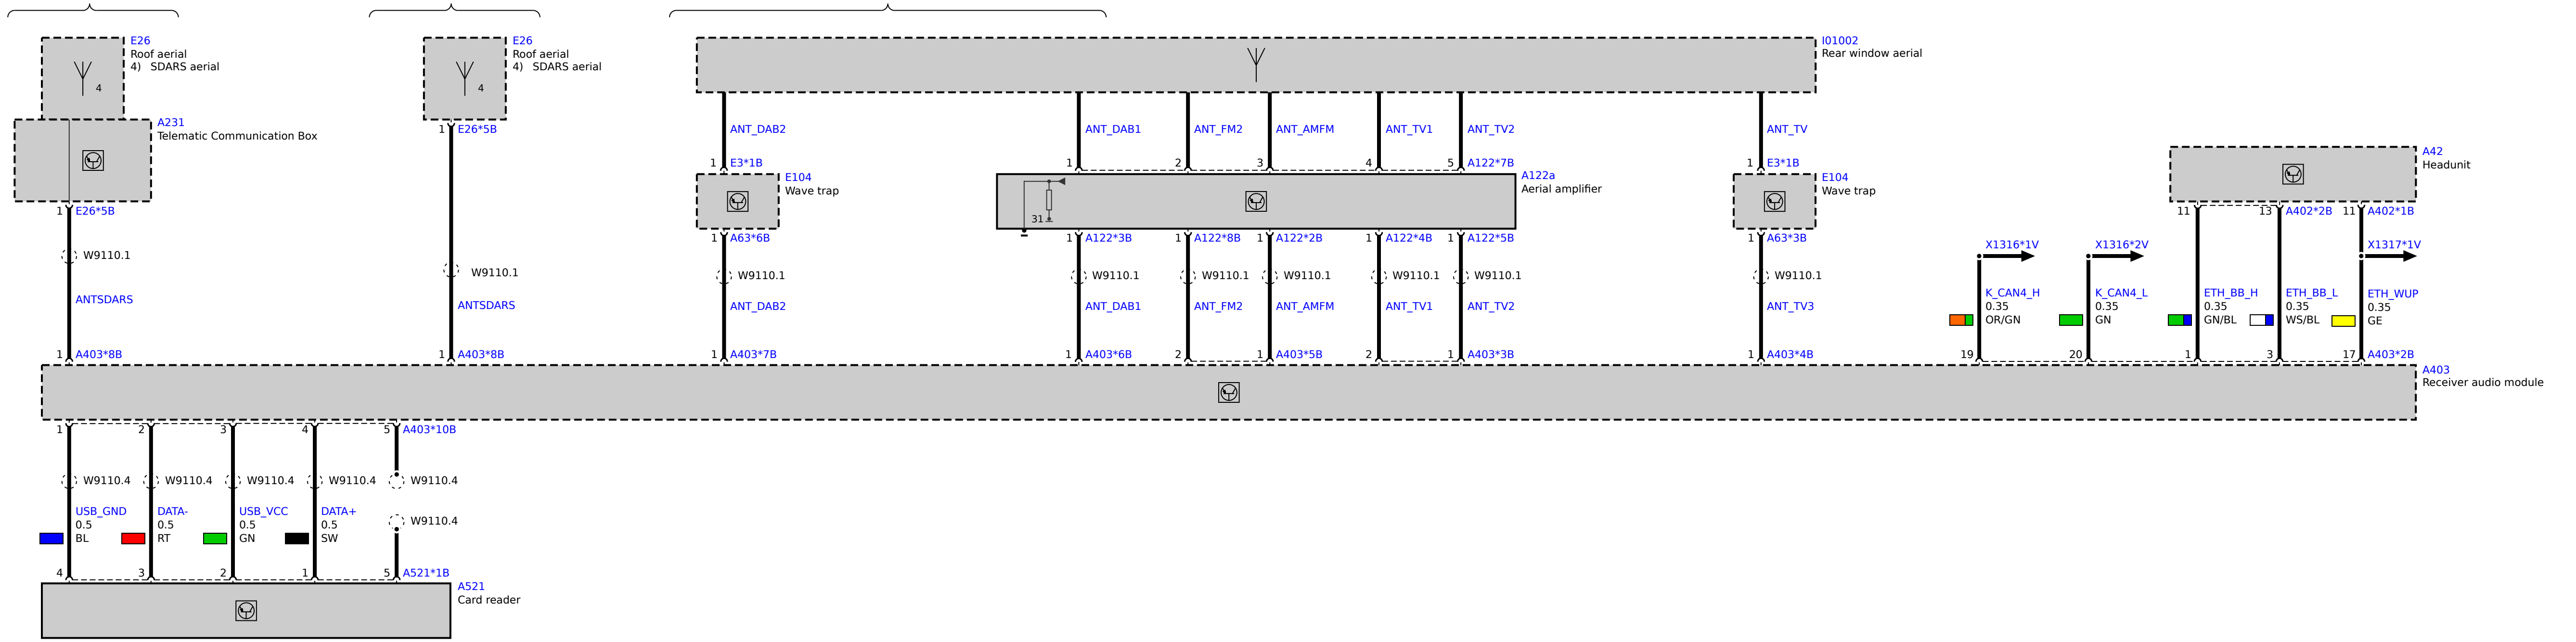 E26
Roof aerial
4) SDARS aerial
4
E26
Roof aerial
4) SDARS aerial
4
I01002
Rear window aerial
A231
Telematic Communication Box
1 E26*5B
ANT_DAB2
ANT_DAB1
ANT_FM2
ANT_AMFM
ANT_TV1
ANT_TV2
ANT_TV
A42
Headunit
1 E3*1B
1
2
3
4
5 A122*7B
1 E3*1B
E104
Wave trap
A122a
Aerial amplifier
31
E104
Wave trap
1 E26*5B
11
13 A402*2B
11 A402*1B
1 A63*6B
1 A122*3B
1 A122*8B
1 A122*2B
1 A122*4B
1 A122*5B
1 A63*3B
X1316*1V
X1316*2V
X1317*1V
W9110.1
W9110.1
W9110.1
W9110.1
W9110.1
W9110.1
W9110.1
W9110.1
W9110.1
ANTSDARS
ANTSDARS
ANT_DAB2
ANT_DAB1
ANT_FM2
ANT_AMFM
ANT_TV1
ANT_TV2
ANT_TV3
K_CAN4_H
0.35
OR/GN
K_CAN4_L
0.35
GN
ETH_BB_H
0.35
GN/BL
ETH_BB_L
0.35
WS/BL
ETH_WUP
0.35
GE
1 A403*8B
1 A403*8B
1 A403*7B
1 A403*6B
2
1 A403*5B
2
1 A403*3B
1 A403*4B
19
20
1
3
17 A403*2B
A403
Receiver audio module
1
2
3
4
5 A403*10B
W9110.4
W9110.4
W9110.4
W9110.4
W9110.4
W9110.4
USB_GND
0.5
BL
DATA-
0.5
RT
USB_VCC
0.5
GN
DATA+
0.5
SW
4
3
2
1
5 A521*1B
A521
Card reader